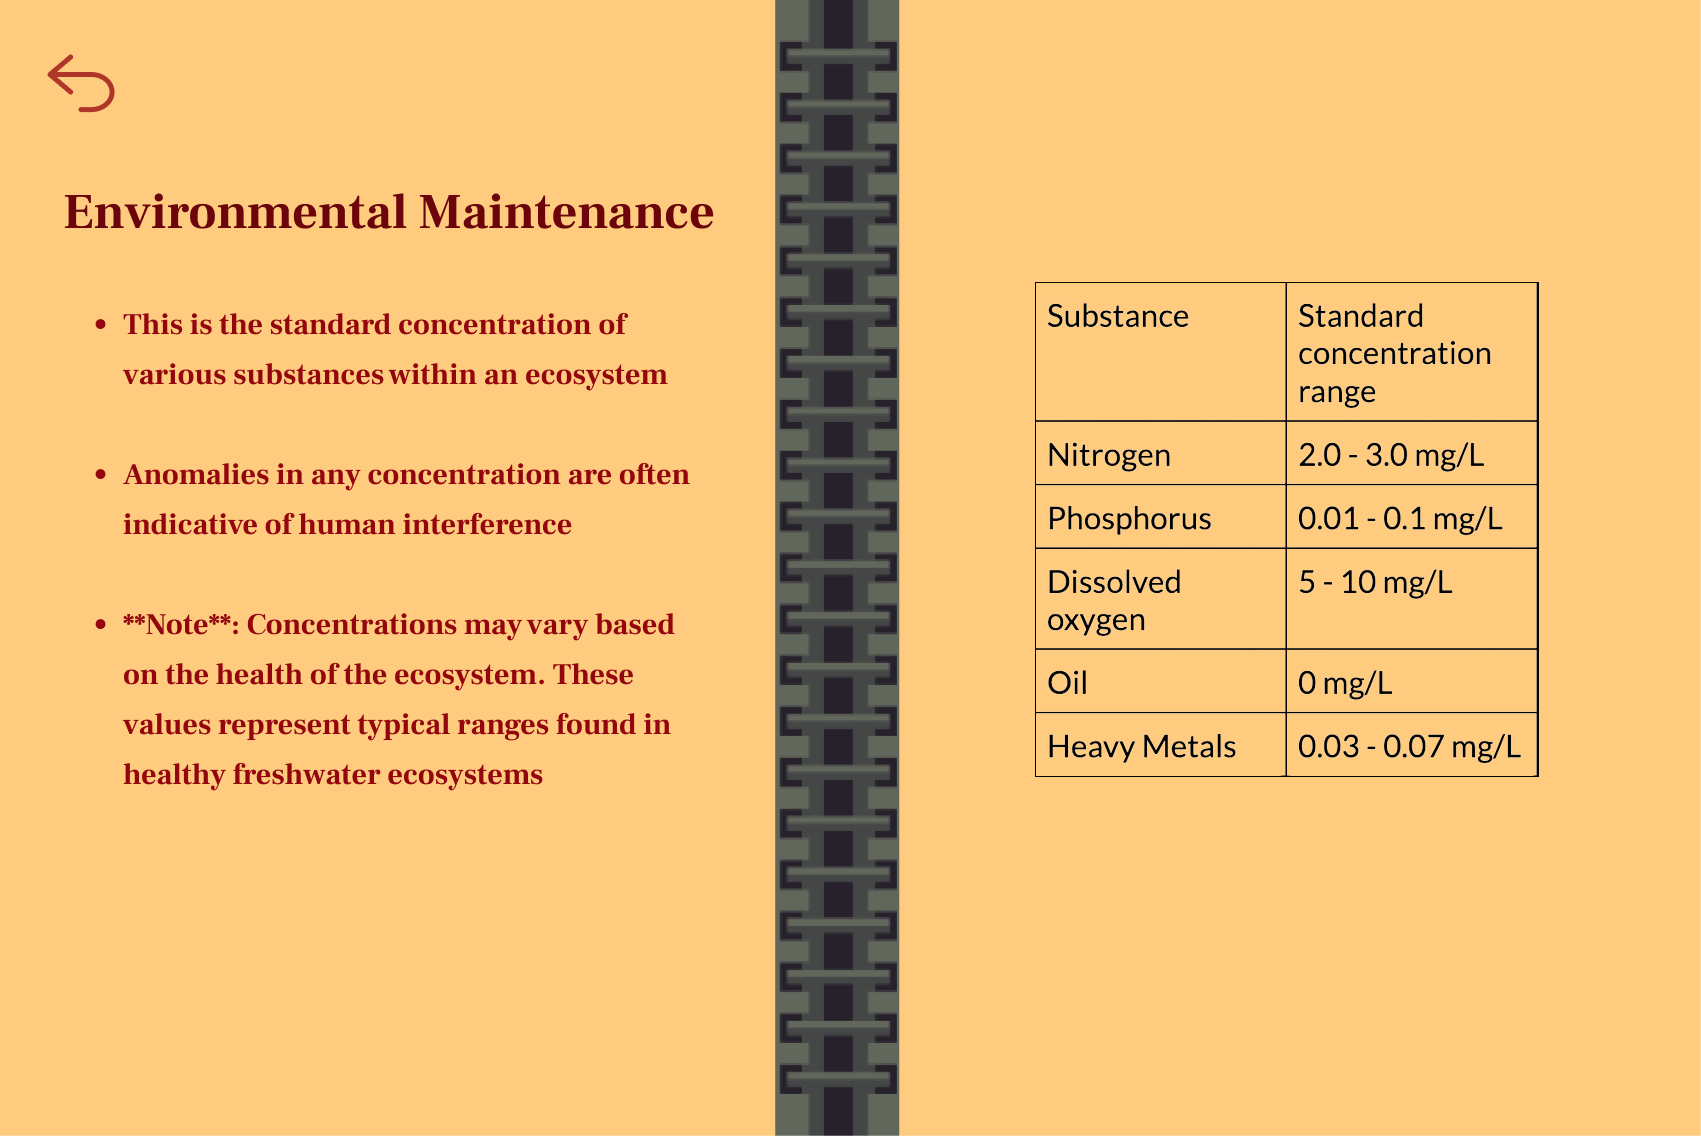 Environmental Maintenance
• This is the standard concentration of
various substances within an ecosystem
• Anomalies in any concentration are often
indicative of human interference
• **Note**: Concentrations may vary based
on the health of the ecosystem. These
values represent typical ranges found in
healthy freshwater ecosystems
Substance Standard
concentration
range
Nitrogen 2.0 - 3.0 mg/L
Phosphorus 0.01 - 0.1 mg/L
Dissolved 5 - 10 mg/L
oxygen
Oil 0 mg/L
Heavy Metals 0.03 - 0.07 mg/L